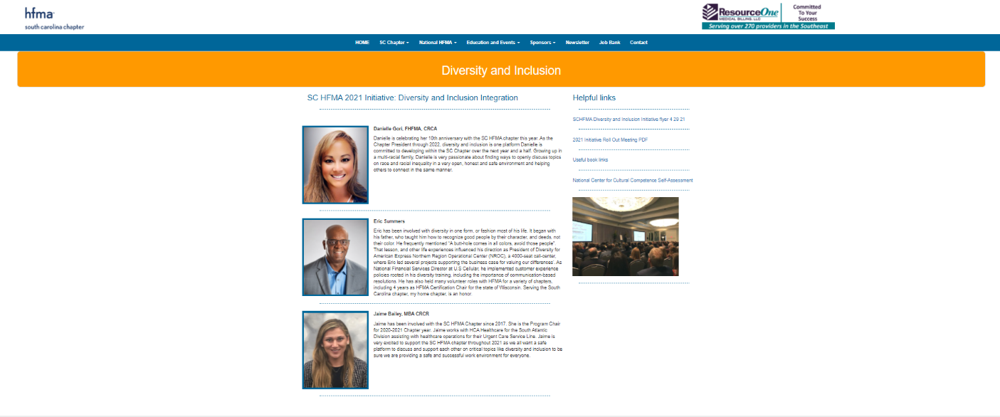 hfma
south carolina chapter
ResourceOne
MEDICAL BILLING, LLC
Committed
To Your
Success
Serving over 270 providers in the Southeast
HOME SC Chapter National HFMA Education and Events Sponsors Newsletter Job Bank Contact
Diversity and Inclusion
SC HFMA 2021 Initiative: Diversity and Inclusion Integration
Danielle Gori, FHFMA, CRCA
Danielle is celebrating her 10th anniversary with the SC HFMA chapter this year. As the
Chapter President through 2022, diversity and inclusion is one platform Danielle is
committed to developing within the SC Chapter over the next year and a half. Growing up in
a multi-racial family, Danielle is very passionate about finding ways to openly discuss topics
on race and racial inequality in a very open, honest and safe environment and helping
others to connect in the same manner.
Eric Summers
Eric has been involved with diversity in one form, or fashion most of his life. It began with
his father, who taught him how to recognize good people by their character, and deeds, not
their color. He frequently mentioned "A butt-hole comes in all colors, avoid those people".
That lesson, and other life experiences influenced his direction as President of Diversity for
American Express Northern Region Operational Center (NROC), a 4000-seat call-center,
where Eric led several projects supporting the business case for valuing our differences'. As
National Financial Services Director at U.S Cellular, he implemented customer experience
policies rooted in his diversity training, including the importance of communication-based
resolutions. He has also held many volunteer roles with HFMA for a variety of chapters,
including 4 years as HFMA Certification Chair for the state of Wisconsin. Serving the South
Carolina chapter, my home chapter, is an honor.
Jaime Bailey, MBA CRCR
Jaime has been involved with the SC HFMA Chapter since 2017. She is the Program Chair
for 2020-2021 Chapter year. Jaime works with HCA Healthcare for the South Atlantic
Division assisting with healthcare operations for their Urgent Care Service Line. Jaime is
very excited to support the SC HFMA chapter throughout 2021 as we all want a safe
platform to discuss and support each other on critical topics like diversity and inclusion to be
sure we are providing a safe and successful work environment for everyone.
Helpful links
SCHFMA Diversity and Inclusion Initiative flyer 4 29 21
2021 Initiative Roll Out Meeting PDF
Useful book links
National Center for Cultural Competence Self-Assessment